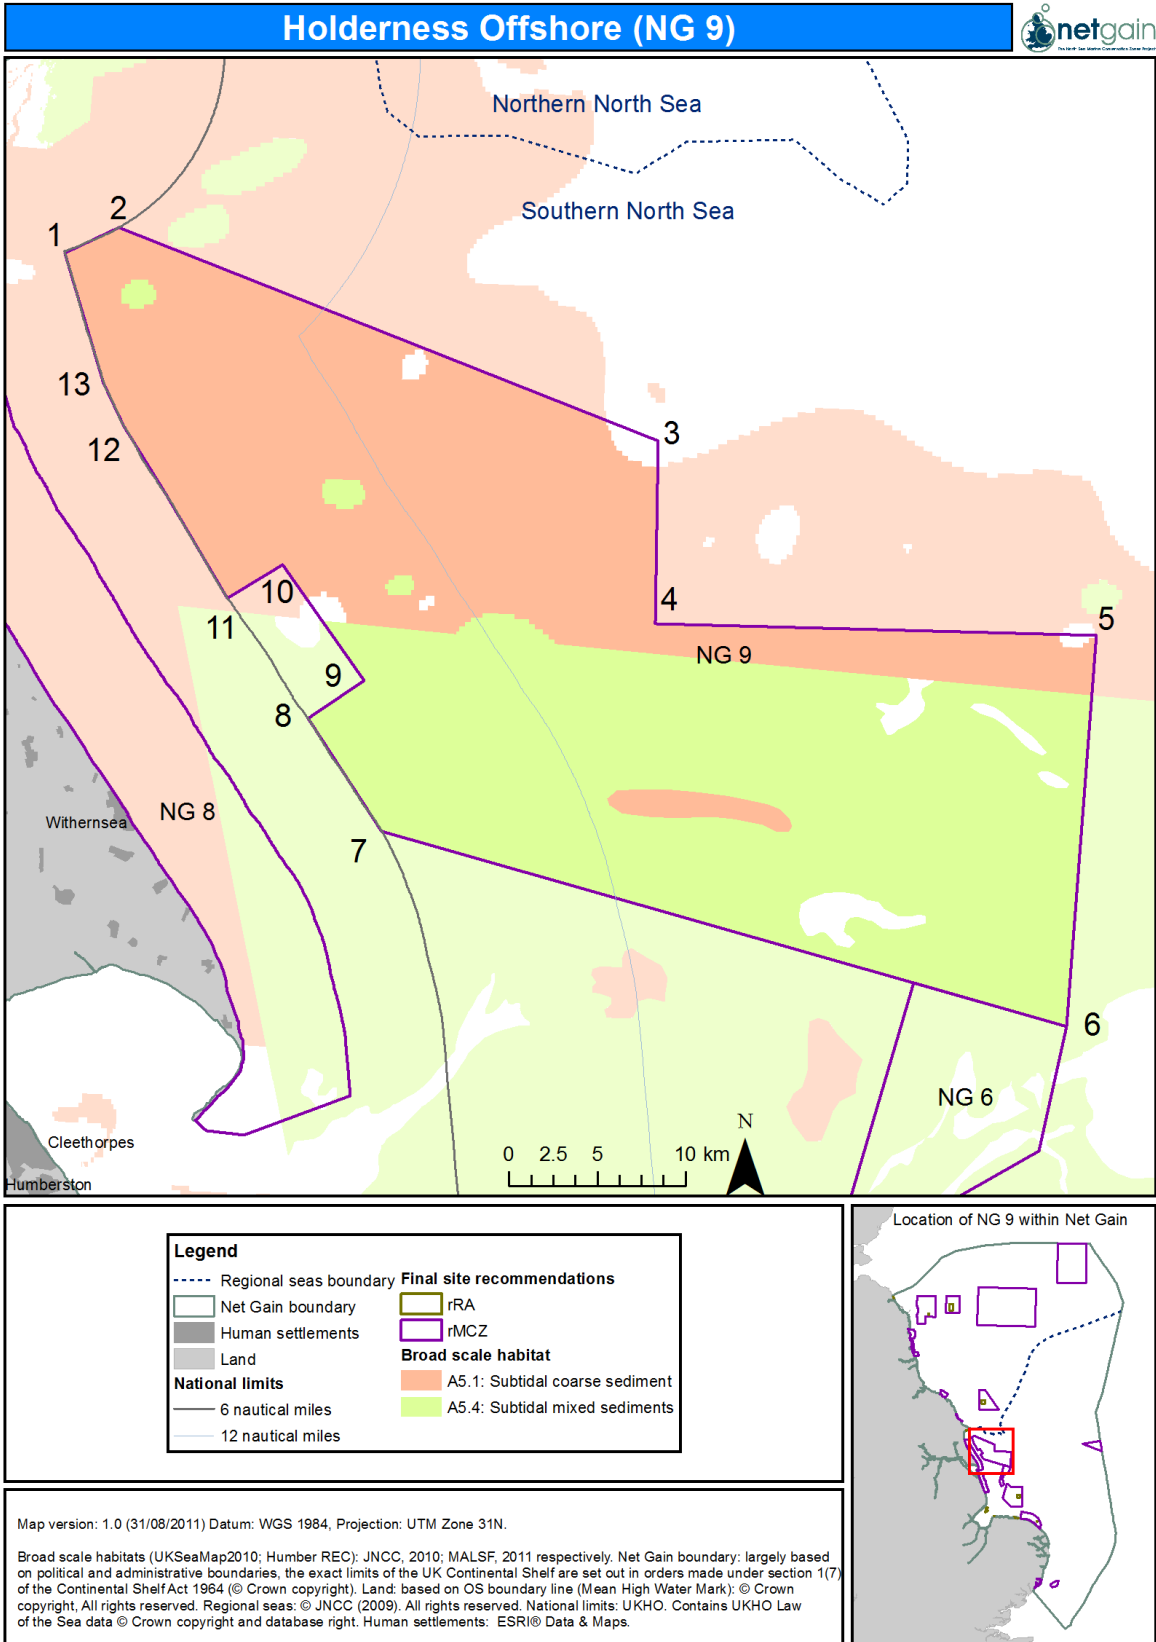 Holderness Offshore (NG 9)
netgain
The North Sea Marine Conservation Zones Project
Northern North Sea
Southern North Sea
1
2
3
4
5
6
7
8
9
10
11
12
13
NG 9
NG 8
NG 6
Withernsea
Cleethorpes
Humberston
N
0 2.5 5 10 km
Legend
Regional seas boundary
Net Gain boundary
Human settlements
Land
National limits
6 nautical miles
12 nautical miles
Final site recommendations
rRA
rMCZ
Broad scale habitat
A5.1: Subtidal coarse sediment
A5.4: Subtidal mixed sediments
Location of NG 9 within Net Gain
Map version: 1.0 (31/08/2011) Datum: WGS 1984, Projection: UTM Zone 31N.
Broad scale habitats (UKSeaMap2010; Humber REC): JNCC, 2010; MALSF, 2011 respectively. Net Gain boundary: largely based
on political and administrative boundaries, the exact limits of the UK Continental Shelf are set out in orders made under section 1(7)
of the Continental Shelf Act 1964 (© Crown copyright). Land: based on OS boundary line (Mean High Water Mark): © Crown
copyright, All rights reserved. Regional seas: © JNCC (2009). All rights reserved. National limits: UKHO. Contains UKHO Law
of the Sea data © Crown copyright and database right. Human settlements: ESRI® Data & Maps.